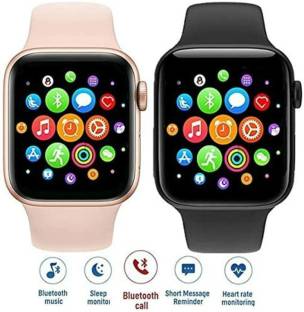 Bluetooth
music
Sleep
monitor
Bluetooth
call
Short Message
Reminder
Heart rate
monitoring